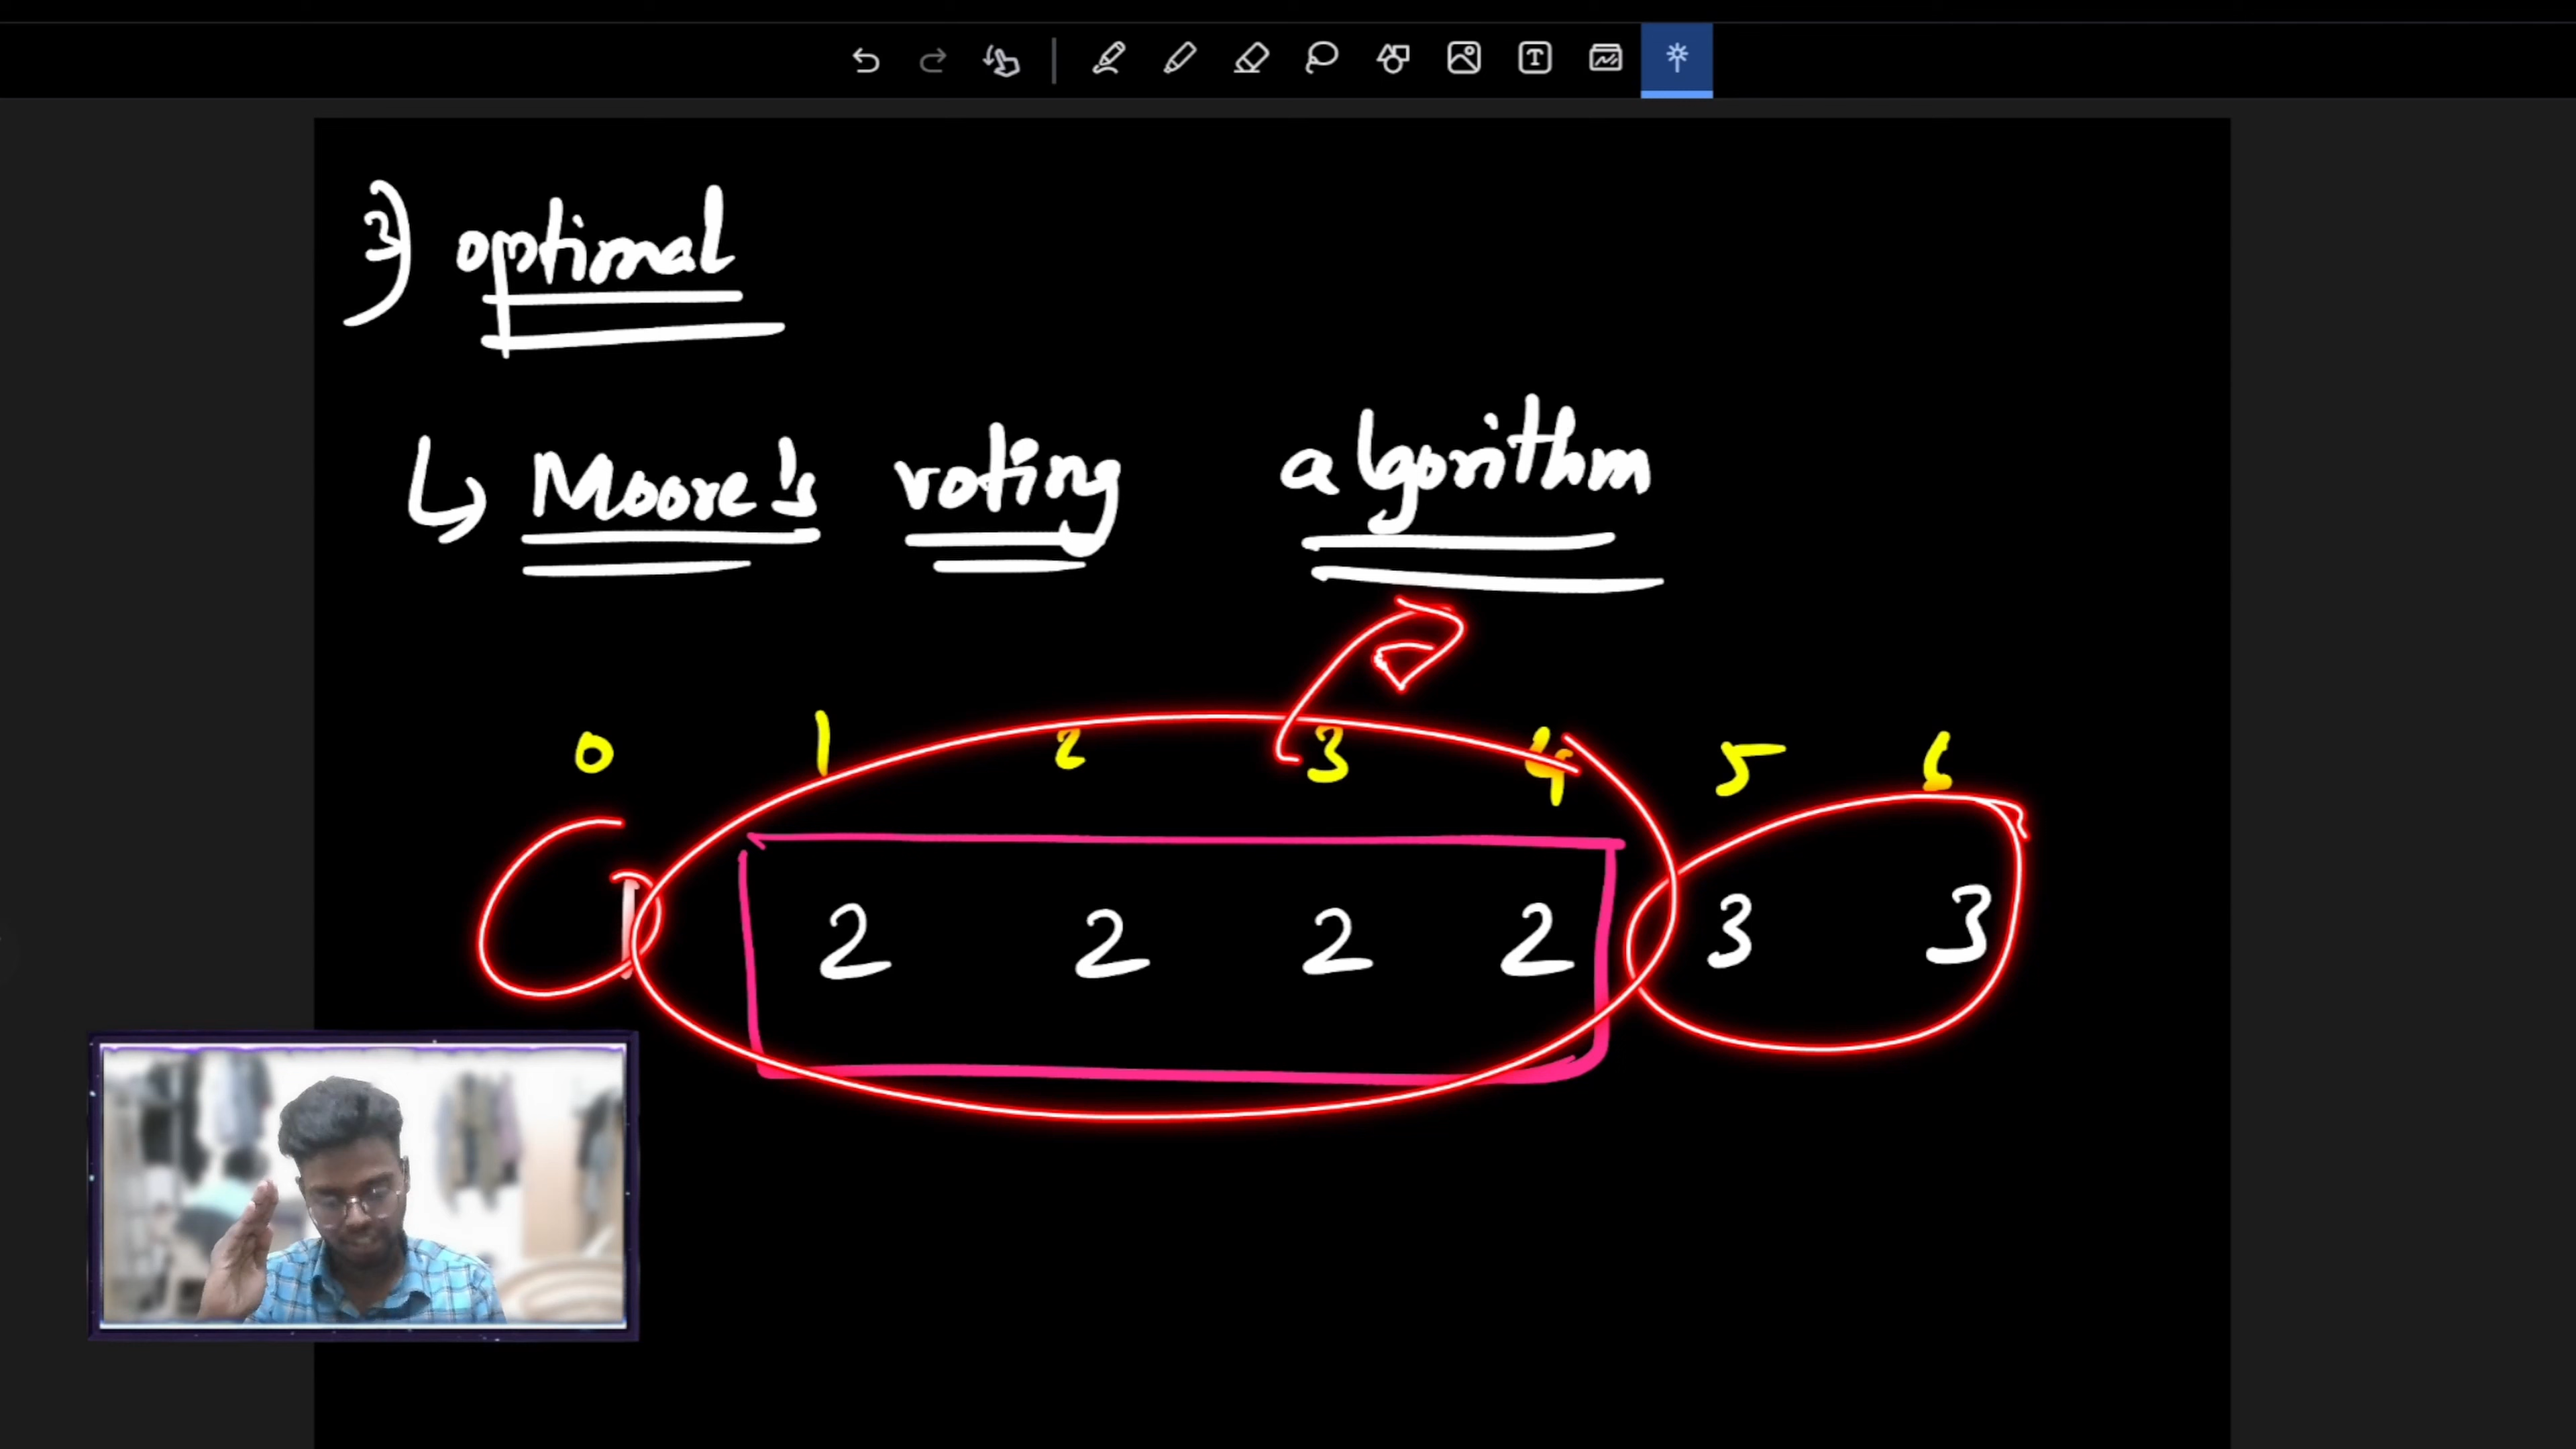 3) optimal
↳ Moore's voting algorithm
0 1 2 3 4 5 6
1 2 2 2 2 3 3